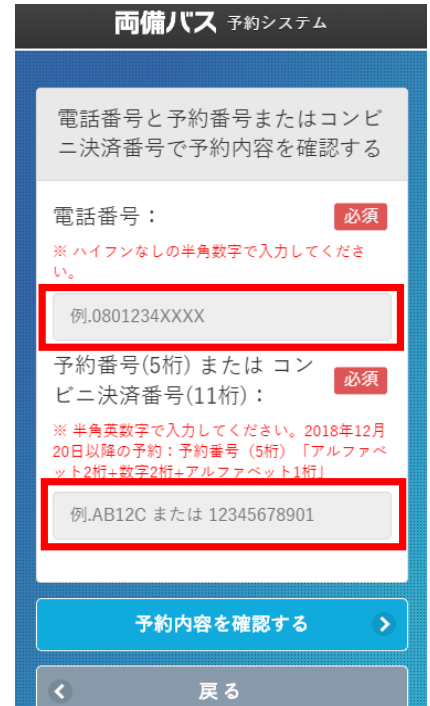 両備バス 予約システム
電話番号と予約番号またはコンビ
ニ決済番号で予約内容を確認する
電話番号： 必須
※ ハイフンなしの半角数字で入力してくださ
い。
例.0801234XXXX
予約番号(5桁) または コン
ビニ決済番号(11桁)： 必須
※ 半角英数字で入力してください。2018年12月
20日以降の予約：予約番号（5桁）「アルファベ
ット2桁+数字2桁+アルファベット1桁」
例.AB12C または 12345678901
予約内容を確認する
戻る